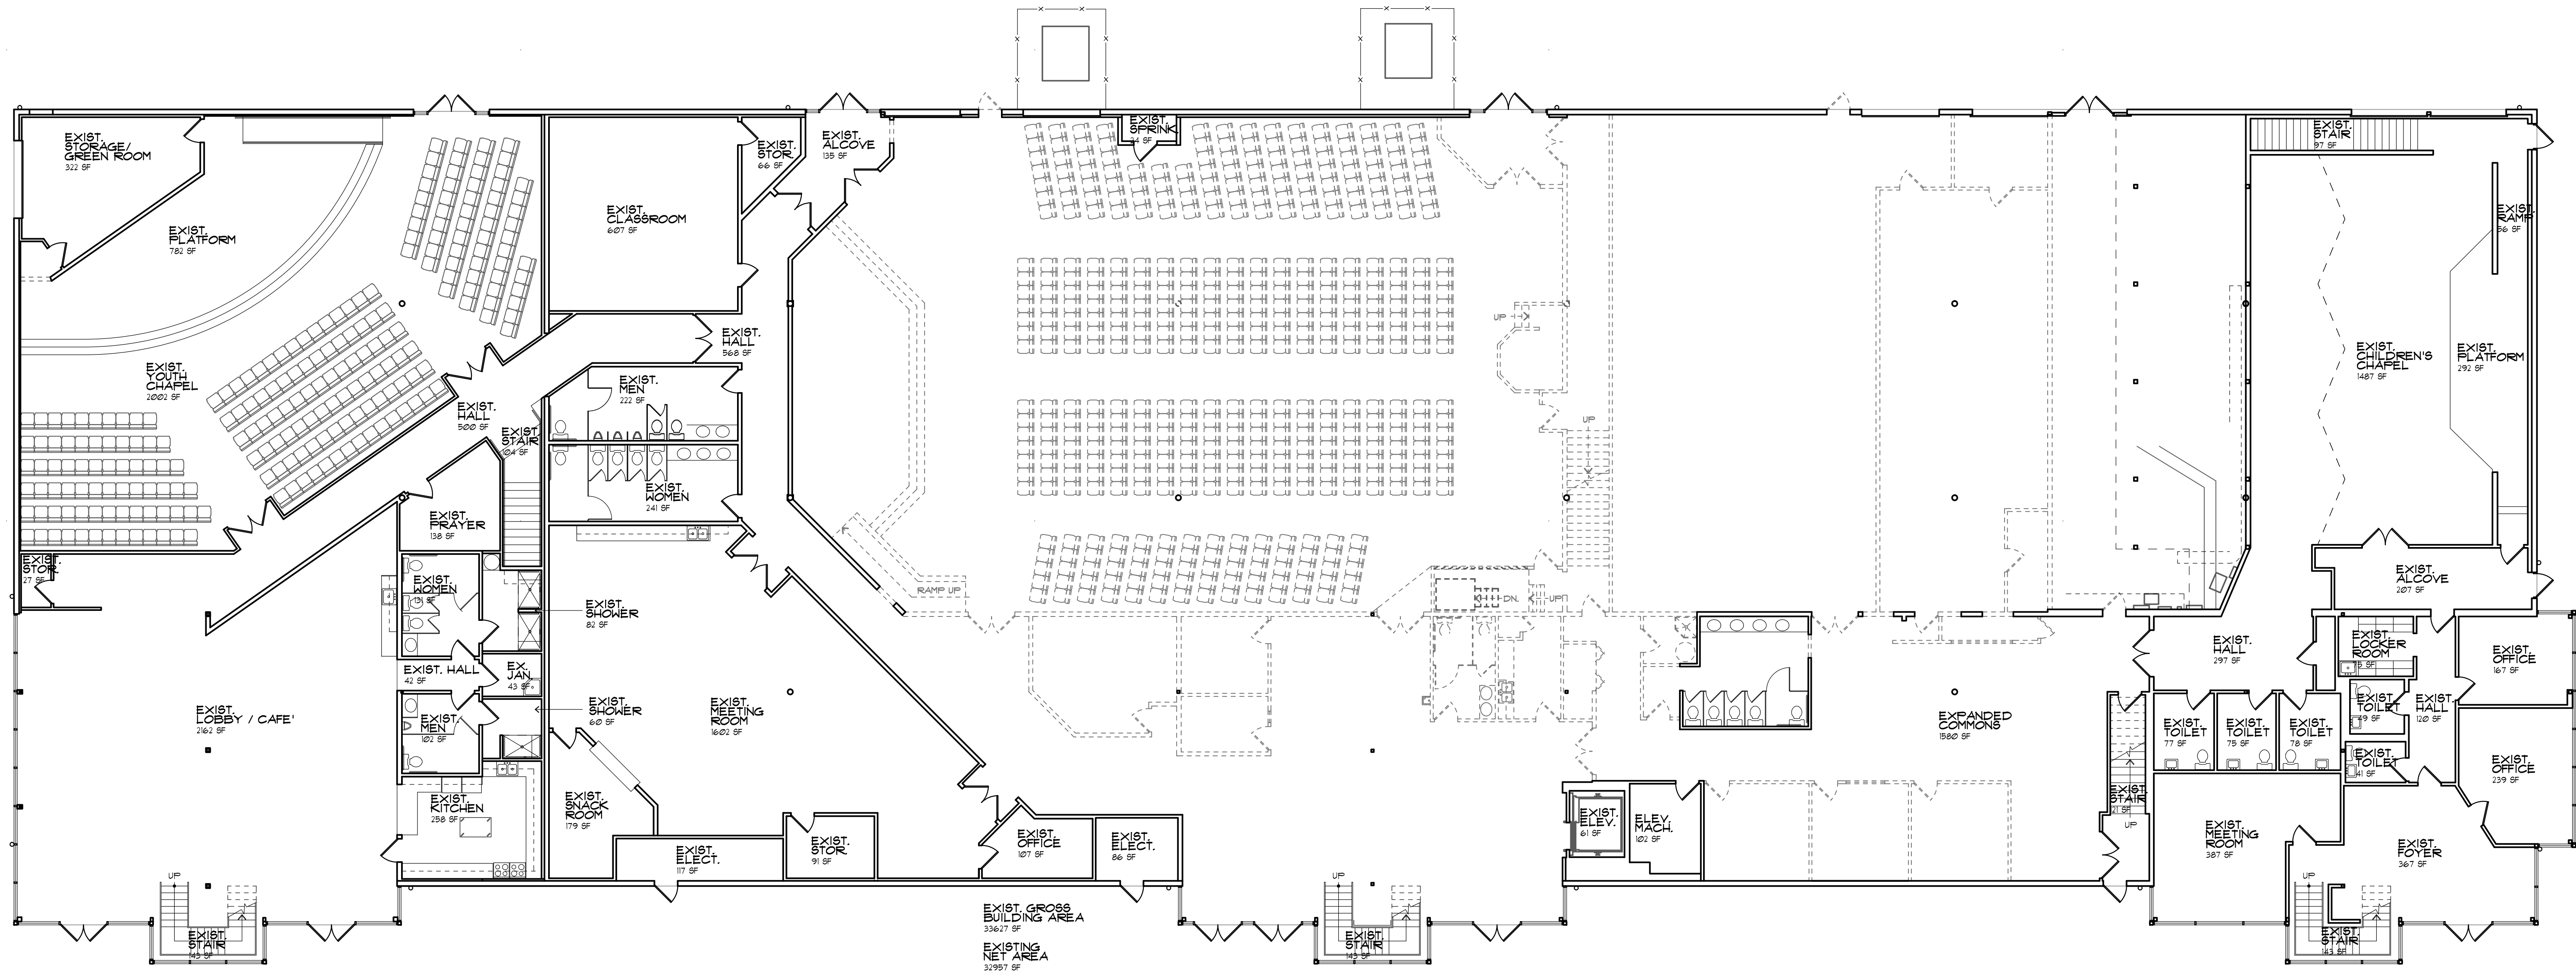 EXIST.
STORAGE/
GREEN ROOM
322 SF
EXIST.
PLATFORM
782 SF
EXIST.
YOUTH
CHAPEL
2002 SF
EXIST.
CLASSROOM
607 SF
EXIST.
STOR.
66 SF
EXIST.
ALCOVE
135 SF
EXIST.
HALL
568 SF
EXIST.
HALL
500 SF
EXIST.
STAIR
104 SF
EXIST.
MEN
222 SF
EXIST.
WOMEN
241 SF
EXIST.
PRAYER
138 SF
EXIST.
STOR.
27 SF
EXIST.
WOMEN
131 SF
EXIST.
SHOWER
82 SF
EXIST. HALL
42 SF
EX.
JAN.
43 SF
EXIST.
SHOWER
60 SF
EXIST.
MEN
102 SF
EXIST.
LOBBY / CAFE'
2162 SF
EXIST.
KITCHEN
258 SF
EXIST.
MEETING
ROOM
1602 SF
EXIST.
SNACK
ROOM
179 SF
EXIST.
ELECT.
117 SF
EXIST.
STOR.
91 SF
EXIST.
OFFICE
107 SF
EXIST.
ELECT.
86 SF
UP
EXIST.
STAIR
143 SF
EXIST. GROSS
BUILDING AREA
33627 SF
EXISTING
NET AREA
32957 SF
EXIST.
SPRINK.
RAMP UP
UP
UP
DN.
UP
UP
EXIST.
STAIR
143 SF
EXIST.
ELEV.
61 SF
ELEV.
MACH.
102 SF
EXPANDED
COMMONS
1580 SF
EXIST.
STAIR
97 SF
EXIST.
RAMP
56 SF
EXIST.
CHILDREN'S
CHAPEL
1487 SF
EXIST.
PLATFORM
292 SF
EXIST.
ALCOVE
207 SF
EXIST.
HALL
297 SF
EXIST.
LOCKER
ROOM
EXIST.
OFFICE
167 SF
EXIST.
TOILET
77 SF
EXIST.
TOILET
75 SF
EXIST.
TOILET
78 SF
EXIST.
TOILET
49 SF
EXIST.
HALL
120 SF
EXIST.
TOILET
41 SF
EXIST.
OFFICE
239 SF
EXIST.
STAIR
UP
EXIST.
MEETING
ROOM
387 SF
EXIST.
FOYER
367 SF
UP
EXIST.
STAIR
143 SF